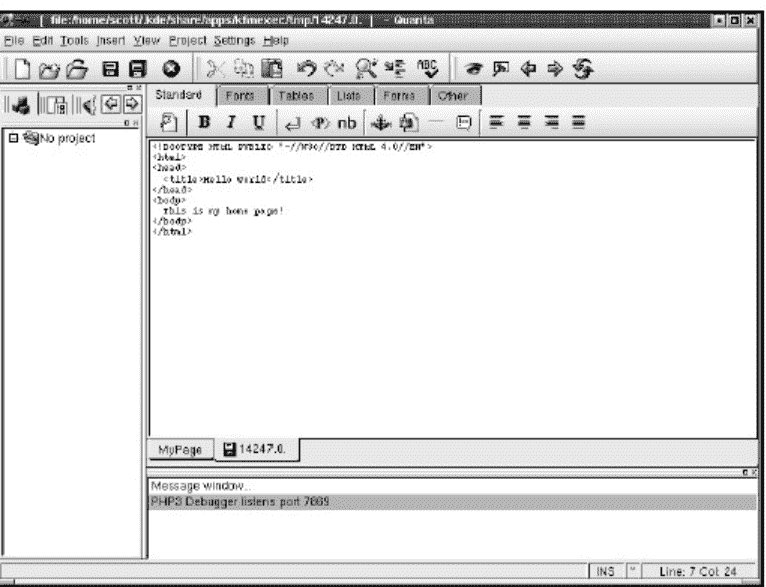 [ file:/home/scott/.kde/share/apps/kfmexec/tmp/14247.0. ] - Quanta
File Edit Tools Insert View Project Settings Help
Standard Fonts Tables Lists Forms Other
B I U <P> nb
No project
<!DOCTYPE HTML PUBLIC "-//W3C//DTD HTML 4.0//EN">
<html>
<head>
<title>Hello World</title>
</head>
<body>
This is my home page!
</body>
</html>
MyPage 14247.0.
Message window...
PHP3 Debugger listens port 7869
INS * Line: 7 Col: 24